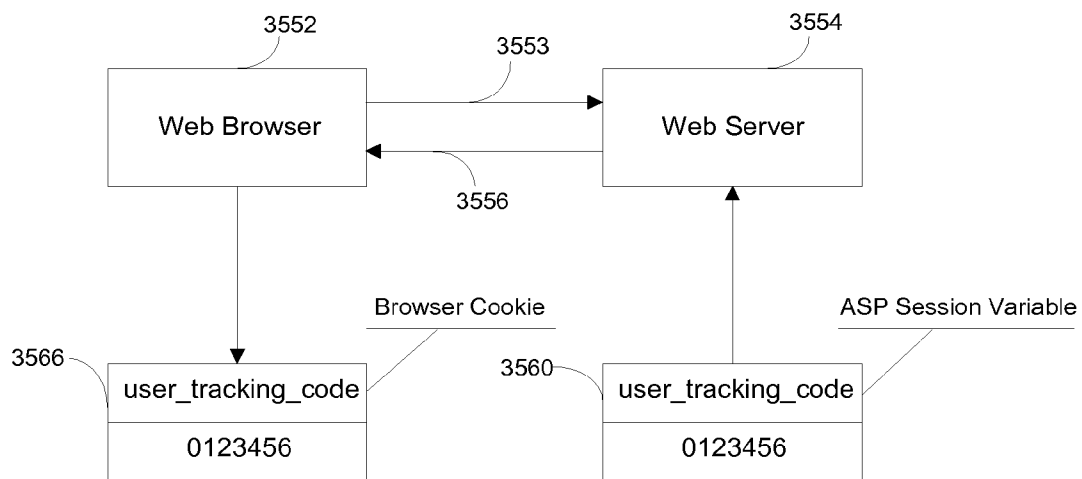 3552
3554
3553
Web Browser
Web Server
3556
Browser Cookie
ASP Session Variable
3566
3560
user_tracking_code
user_tracking_code
0123456
0123456